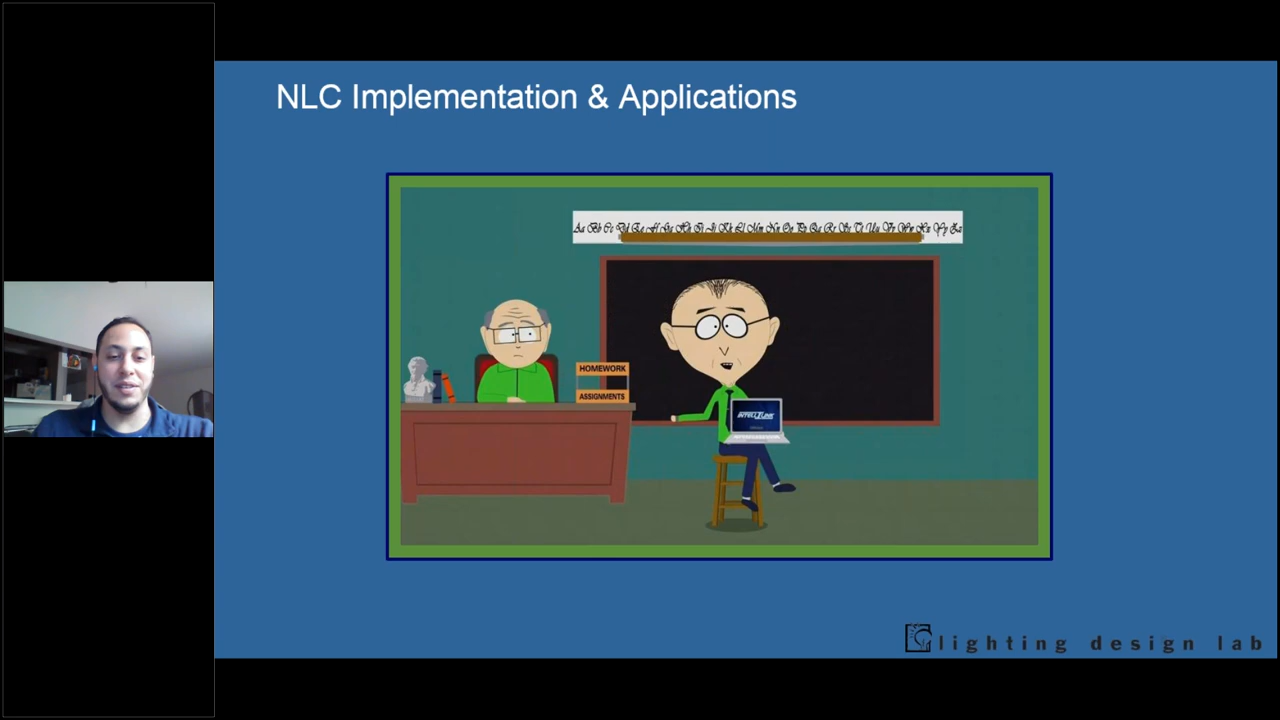 NLC Implementation & Applications
HOMEWORK
ASSIGNMENTS
lighting design lab